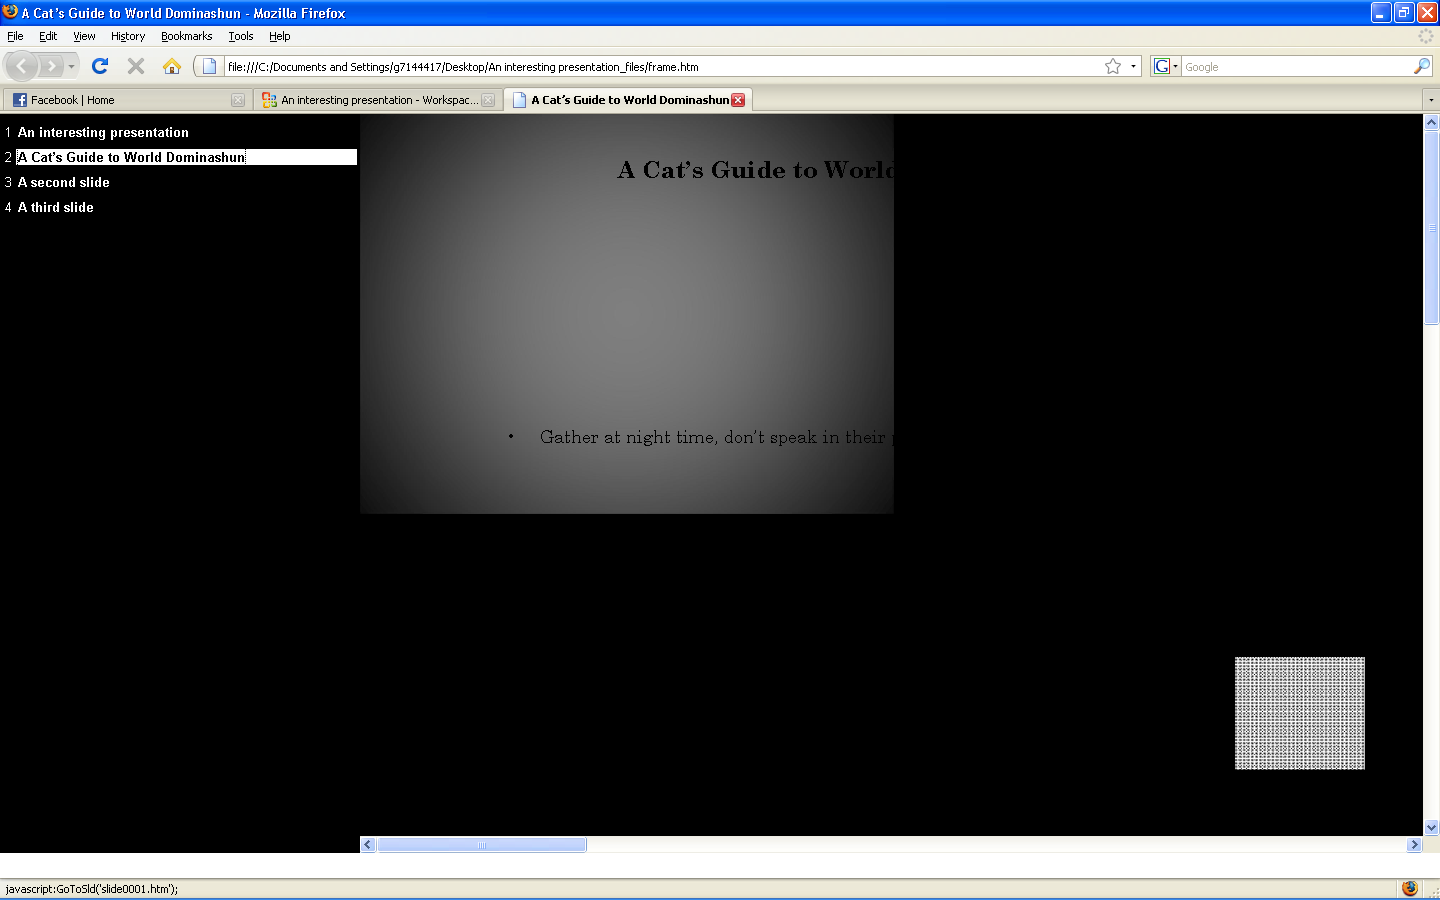 A Cat's Guide to World Dominashun - Mozilla Firefox
File Edit View History Bookmarks Tools Help
file:///C:/Documents and Settings/g7144417/Desktop/An interesting presentation_files/frame.htm
G Google
Facebook | Home
An interesting presentation - Workspac...
A Cat's Guide to World Dominashun
1 An interesting presentation
2 A Cat's Guide to World Dominashun
3 A second slide
4 A third slide
A Cat's Guide to World
• Gather at night time, don't speak in their
javascript:GoToSld('slide0001.htm');